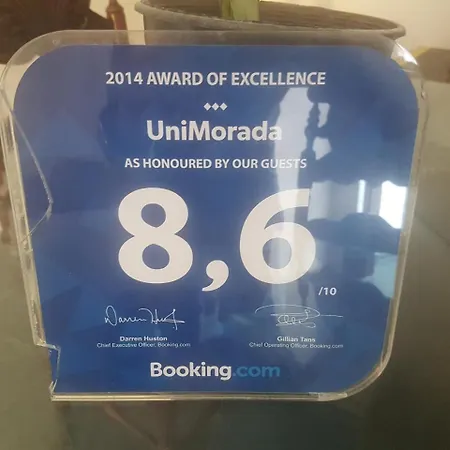 2014 AWARD OF EXCELLENCE
UniMorada
AS HONOURED BY OUR GUESTS
8,6
/10
Darren Huston
Chief Executive Officer, Booking.com
Gillian Tans
Chief Operating Officer, Booking.com
Booking.com